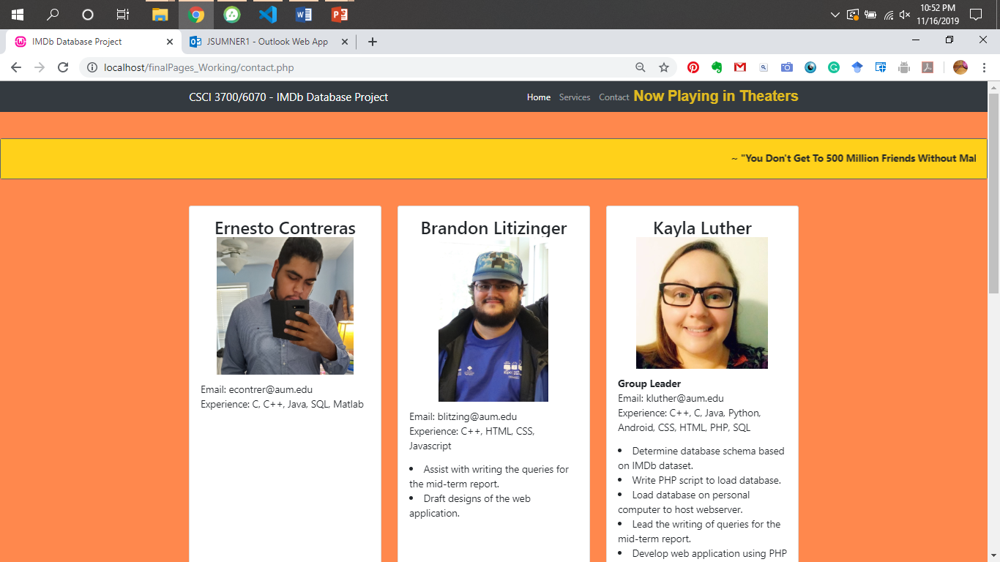 10:52 PM
11/16/2019
IMDb Database Project
JSUMNER1 - Outlook Web App
localhost/finalPages_Working/contact.php
CSCI 3700/6070 - IMDb Database Project
Home Services Contact Now Playing in Theaters
~ "You Don't Get To 500 Million Friends Without Mal
Ernesto Contreras
Email: econtrer@aum.edu
Experience: C, C++, Java, SQL, Matlab
Brandon Litizinger
Email: blitzing@aum.edu
Experience: C++, HTML, CSS,
Javascript
• Assist with writing the queries for
the mid-term report.
• Draft designs of the web
application.
Kayla Luther
Group Leader
Email: kluther@aum.edu
Experience: C++, C, Java, Python,
Android, CSS, HTML, PHP, SQL
• Determine database schema based
on IMDb dataset.
• Write PHP script to load database.
• Load database on personal
computer to host webserver.
• Lead the writing of queries for the
mid-term report.
• Develop web application using PHP